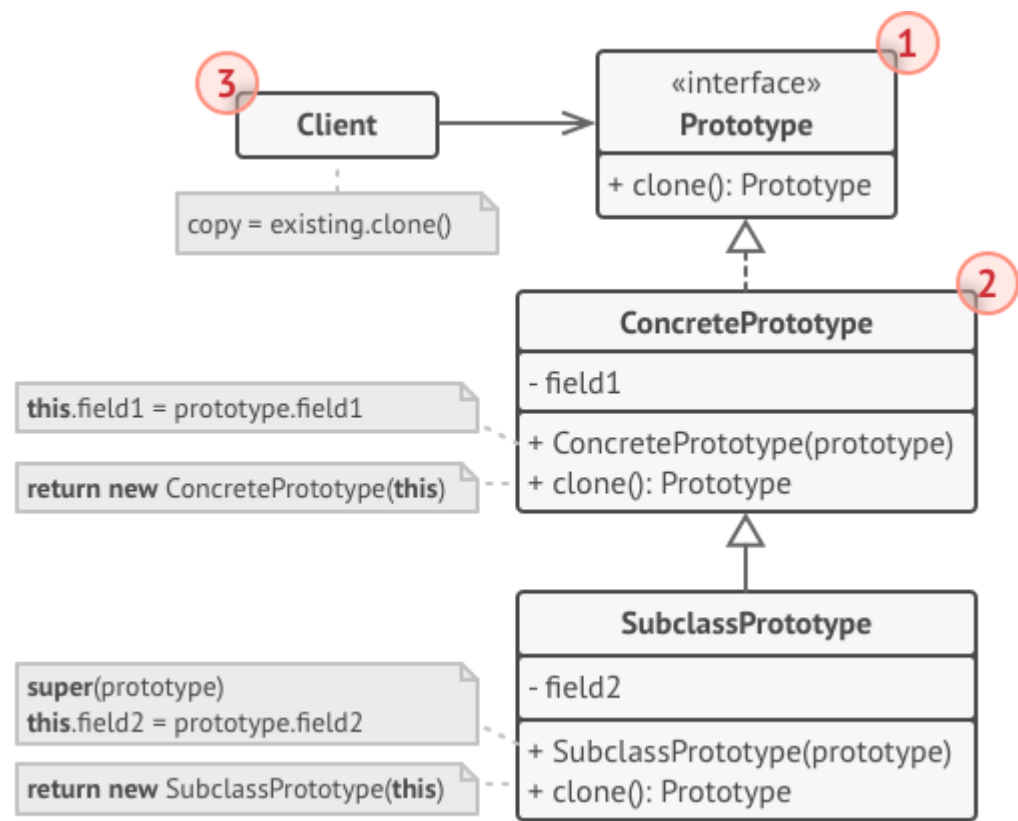 1
«interface»
Prototype
+ clone(): Prototype
3
Client
copy = existing.clone()
2
ConcretePrototype
- field1
+ ConcretePrototype(prototype)
+ clone(): Prototype
this.field1 = prototype.field1
return new ConcretePrototype(this)
SubclassPrototype
- field2
+ SubclassPrototype(prototype)
+ clone(): Prototype
super(prototype)
this.field2 = prototype.field2
return new SubclassPrototype(this)